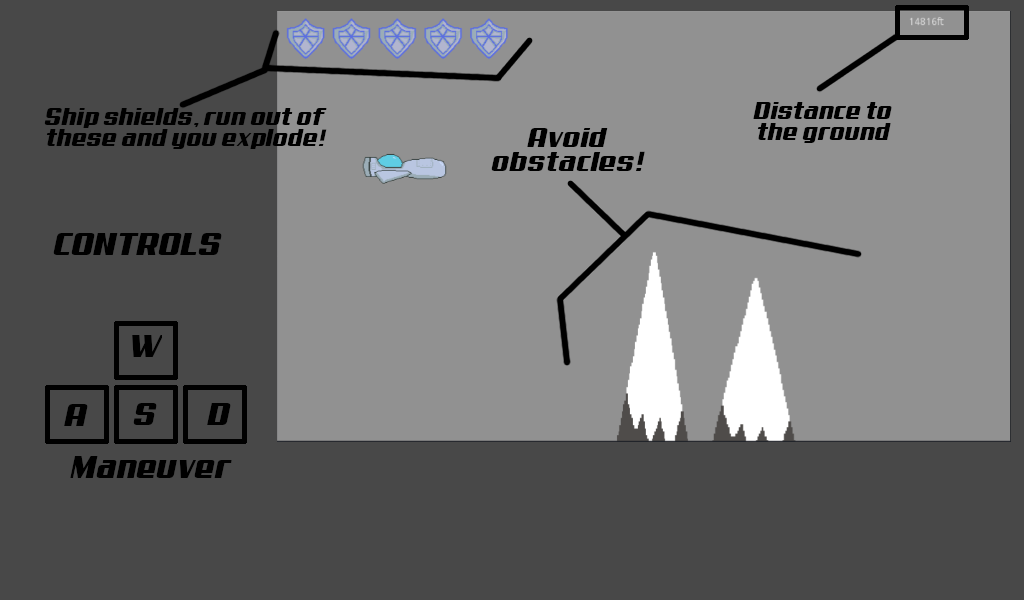 14816ft
Ship shields, run out of
these and you explode!
Distance to
the ground
Avoid
obstacles!
CONTROLS
W
A S D
Maneuver